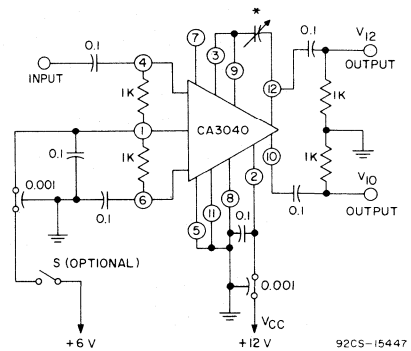 *
0.1
7
0.1
V12
OUTPUT
4
3
9
INPUT
12
1K
1K
1
CA3040
0.1
1K
10
1K
V10
0.001
0.1
6
8
2
0.1
OUTPUT
5
11
0.1
S (OPTIONAL)
0.001
VCC
+6 V
+12 V
92CS-15447